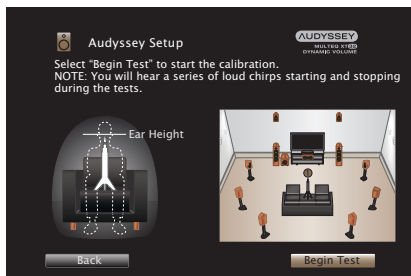 Audyssey Setup
AUDYSSEY
MULTEQ XT32
DYNAMIC VOLUME
Select “Begin Test” to start the calibration.
NOTE: You will hear a series of loud chirps starting and stopping
during the tests.
Ear Height
Back
Begin Test